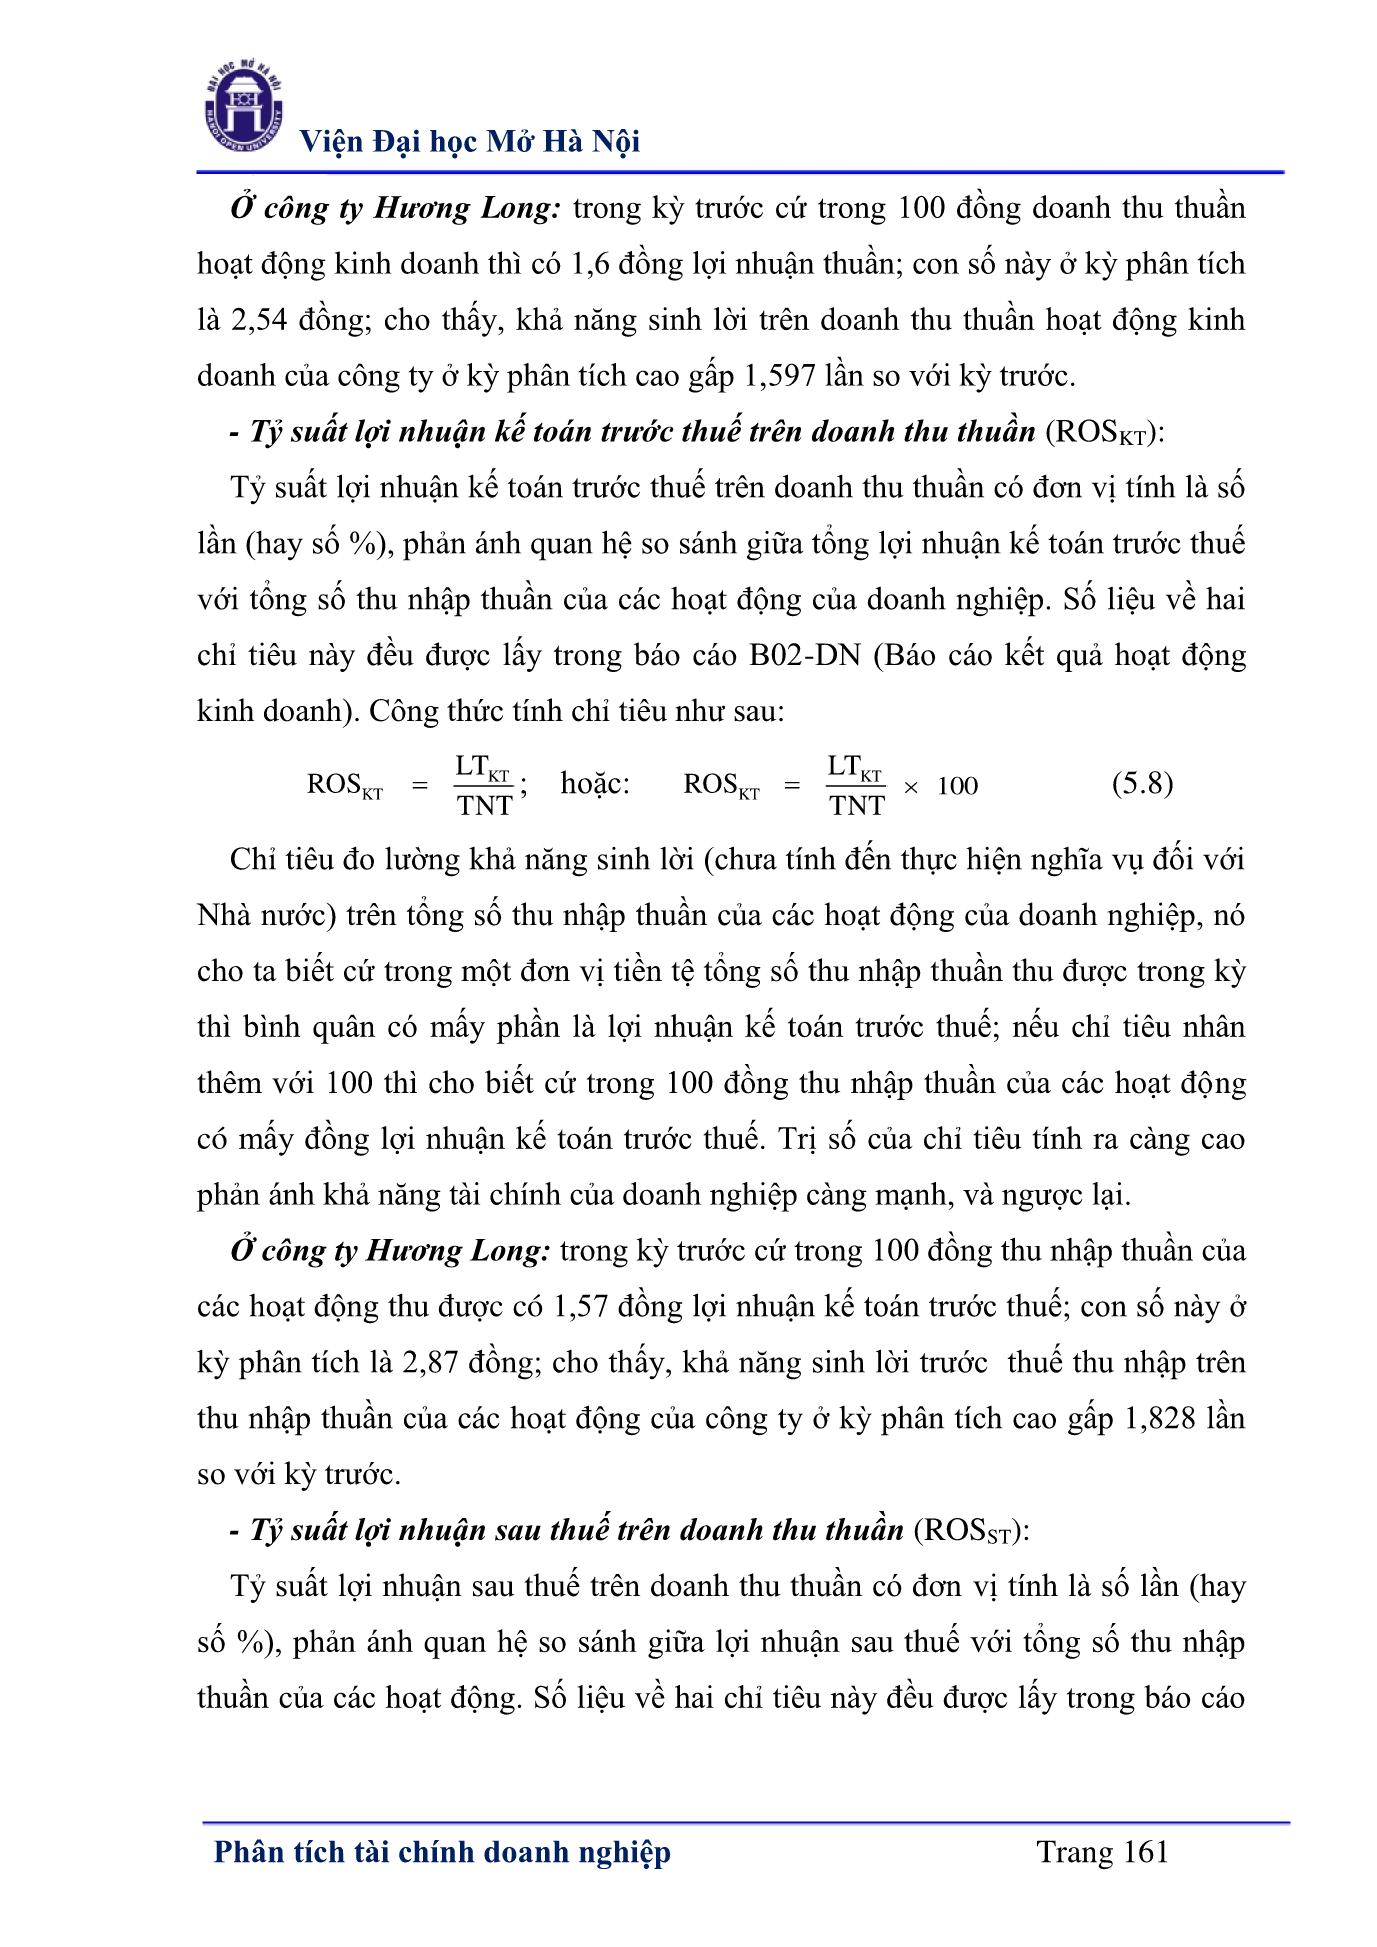 ĐẠI HỌC MỞ HÀ NỘI
HANOI OPEN UNIVERSITY
Viện Đại học Mở Hà Nội
Ở công ty Hương Long: trong kỳ trước cứ trong 100 đồng doanh thu thuần
hoạt động kinh doanh thì có 1,6 đồng lợi nhuận thuần; con số này ở kỳ phân tích
là 2,54 đồng; cho thấy, khả năng sinh lời trên doanh thu thuần hoạt động kinh
doanh của công ty ở kỳ phân tích cao gấp 1,597 lần so với kỳ trước.
- Tỷ suất lợi nhuận kế toán trước thuế trên doanh thu thuần (ROSKT):
Tỷ suất lợi nhuận kế toán trước thuế trên doanh thu thuần có đơn vị tính là số
lần (hay số %), phản ánh quan hệ so sánh giữa tổng lợi nhuận kế toán trước thuế
với tổng số thu nhập thuần của các hoạt động của doanh nghiệp. Số liệu về hai
chỉ tiêu này đều được lấy trong báo cáo B02-DN (Báo cáo kết quả hoạt động
kinh doanh). Công thức tính chỉ tiêu như sau:
ROSKT = LTKT / TNT ; hoặc: ROSKT = LTKT / TNT × 100 (5.8)
Chỉ tiêu đo lường khả năng sinh lời (chưa tính đến thực hiện nghĩa vụ đối với
Nhà nước) trên tổng số thu nhập thuần của các hoạt động của doanh nghiệp, nó
cho ta biết cứ trong một đơn vị tiền tệ tổng số thu nhập thuần thu được trong kỳ
thì bình quân có mấy phần là lợi nhuận kế toán trước thuế; nếu chỉ tiêu nhân
thêm với 100 thì cho biết cứ trong 100 đồng thu nhập thuần của các hoạt động
có mấy đồng lợi nhuận kế toán trước thuế. Trị số của chỉ tiêu tính ra càng cao
phản ánh khả năng tài chính của doanh nghiệp càng mạnh, và ngược lại.
Ở công ty Hương Long: trong kỳ trước cứ trong 100 đồng thu nhập thuần của
các hoạt động thu được có 1,57 đồng lợi nhuận kế toán trước thuế; con số này ở
kỳ phân tích là 2,87 đồng; cho thấy, khả năng sinh lời trước thuế thu nhập trên
thu nhập thuần của các hoạt động của công ty ở kỳ phân tích cao gấp 1,828 lần
so với kỳ trước.
- Tỷ suất lợi nhuận sau thuế trên doanh thu thuần (ROSST):
Tỷ suất lợi nhuận sau thuế trên doanh thu thuần có đơn vị tính là số lần (hay
số %), phản ánh quan hệ so sánh giữa lợi nhuận sau thuế với tổng số thu nhập
thuần của các hoạt động. Số liệu về hai chỉ tiêu này đều được lấy trong báo cáo
Phân tích tài chính doanh nghiệp Trang 161